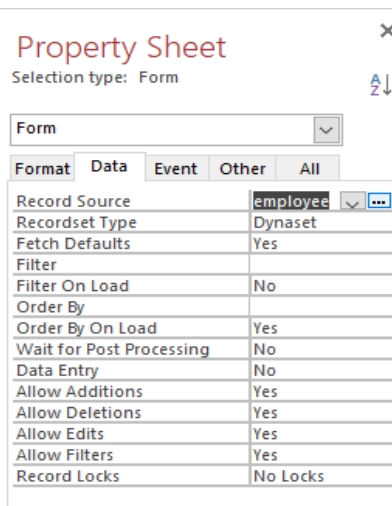 Property Sheet
Selection type: Form
Form
Format Data Event Other All
Record Source employee
Recordset Type Dynaset
Fetch Defaults Yes
Filter
Filter On Load No
Order By
Order By On Load Yes
Wait for Post Processing No
Data Entry No
Allow Additions Yes
Allow Deletions Yes
Allow Edits Yes
Allow Filters Yes
Record Locks No Locks